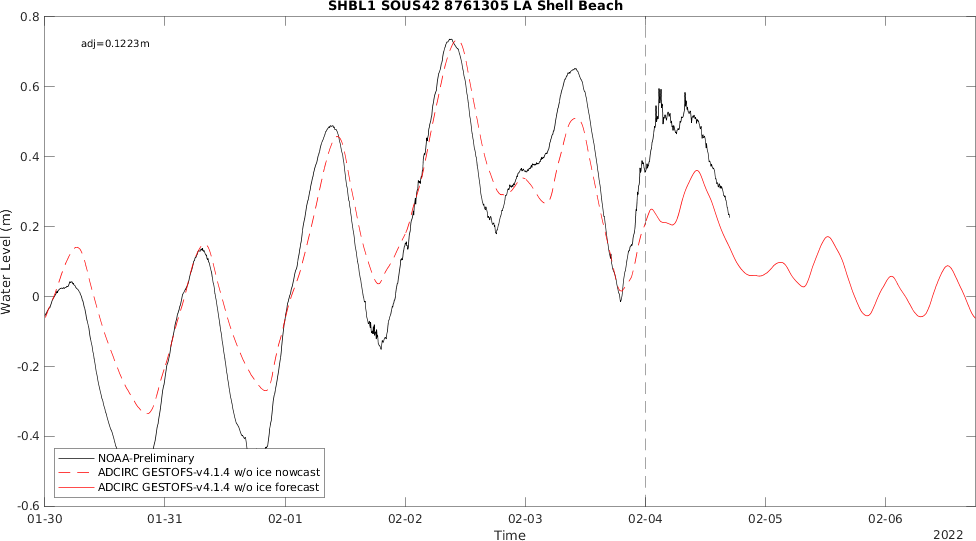 SHBL1 SOUS42 8761305 LA Shell Beach
adj=0.1223m
Water Level (m)
0.8
0.6
0.4
0.2
0
-0.2
-0.4
-0.6
NOAA-Preliminary
ADCIRC GESTOFS-v4.1.4 w/o ice nowcast
ADCIRC GESTOFS-v4.1.4 w/o ice forecast
01-30 01-31 02-01 02-02 02-03 02-04 02-05 02-06
Time
2022